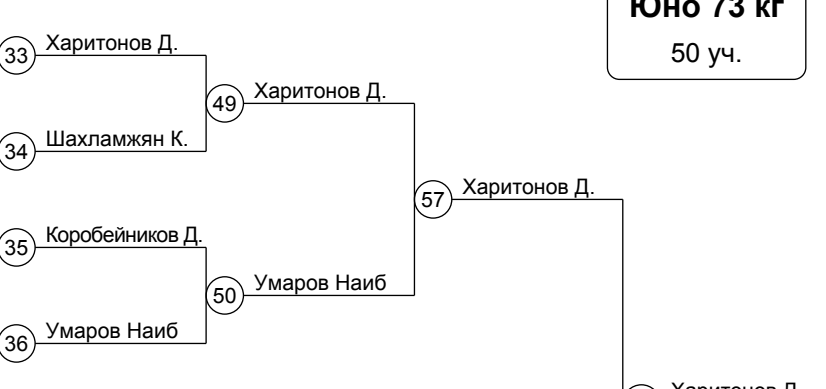 Юно 73 кг
50 уч.
33 Харитонов Д.
49 Харитонов Д.
34 Шахламжян К.
57 Харитонов Д.
35 Коробейников Д.
50 Умаров Наиб
36 Умаров Наиб
Харитонов Д.